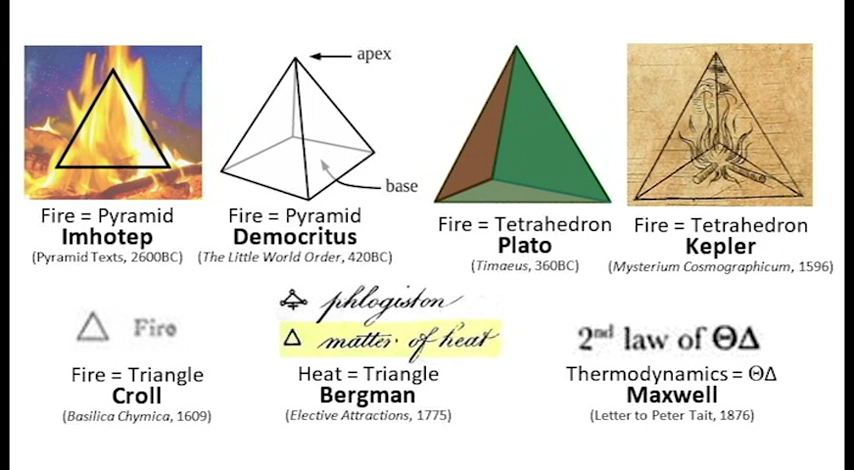 apex
base
Fire = Pyramid
Imhotep
(Pyramid Texts, 2600BC)
Fire = Pyramid
Democritus
(The Little World Order, 420BC)
Fire = Tetrahedron
Plato
(Timaeus, 360BC)
Fire = Tetrahedron
Kepler
(Mysterium Cosmographicum, 1596)
△ Fire
Fire = Triangle
Croll
(Basilica Chymica, 1609)
phlogiston
△ matter of heat
Heat = Triangle
Bergman
(Elective Attractions, 1775)
2nd law of ΘΔ
Thermodynamics = ΘΔ
Maxwell
(Letter to Peter Tait, 1876)